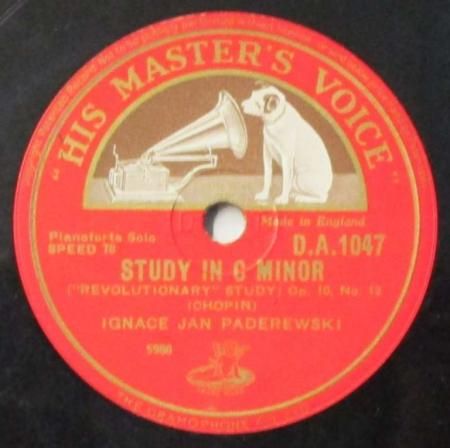 "HIS MASTER'S VOICE"
Made in England
Pianoforte Solo
SPEED 78
D.A.1047
STUDY IN C MINOR
("REVOLUTIONARY" STUDY) Op. 10, No. 12
(CHOPIN)
IGNACE JAN PADEREWSKI
5980
THE GRAMOPHONE